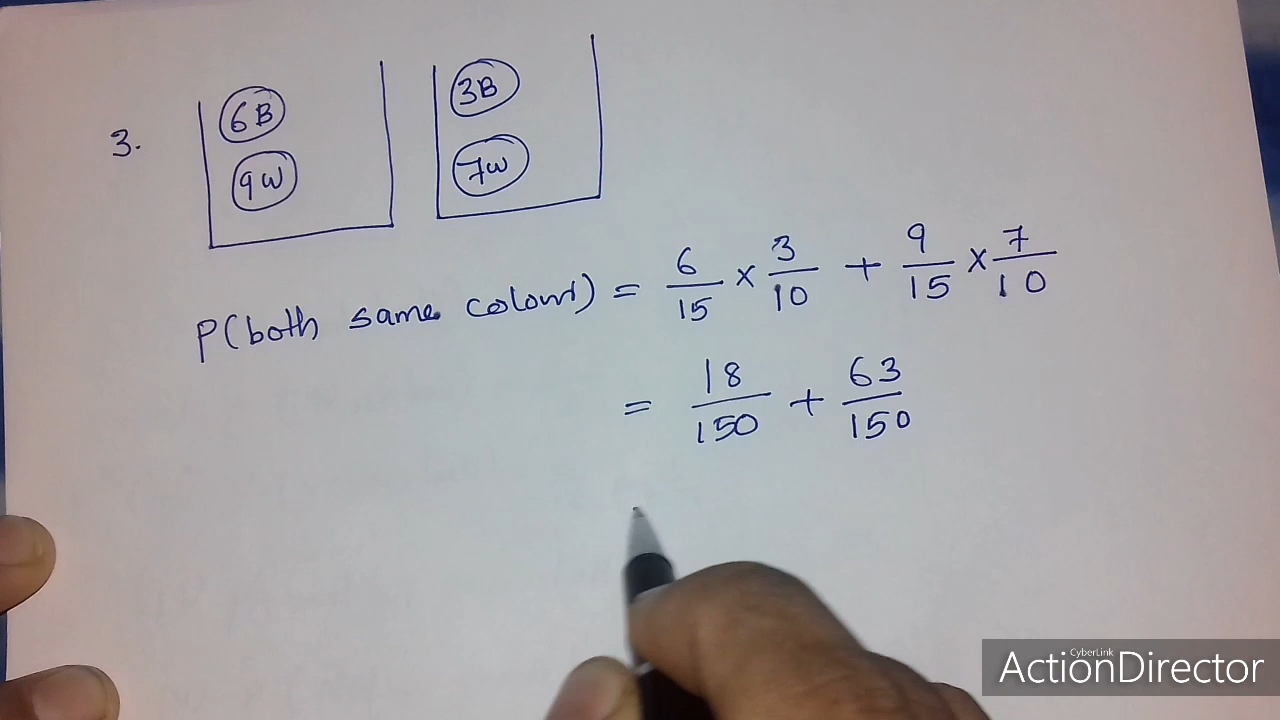 3.
6B
9W
3B
7W
P(both same colour) = 6/15 × 3/10 + 9/15 × 7/10
= 18/150 + 63/150
CyberLink
ActionDirector